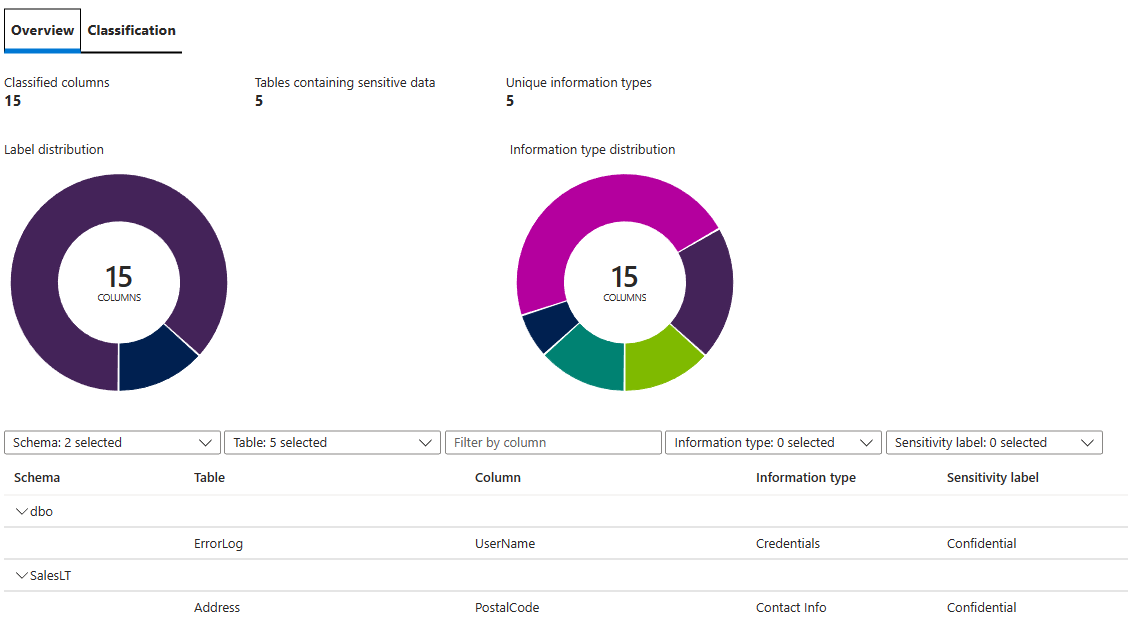 Overview Classification
Classified columns
15
Tables containing sensitive data
5
Unique information types
5
Label distribution
15
COLUMNS
Information type distribution
15
COLUMNS
Schema: 2 selected Table: 5 selected Filter by column Information type: 0 selected Sensitivity label: 0 selected
Schema Table Column Information type Sensitivity label
dbo
ErrorLog UserName Credentials Confidential
SalesLT
Address PostalCode Contact Info Confidential